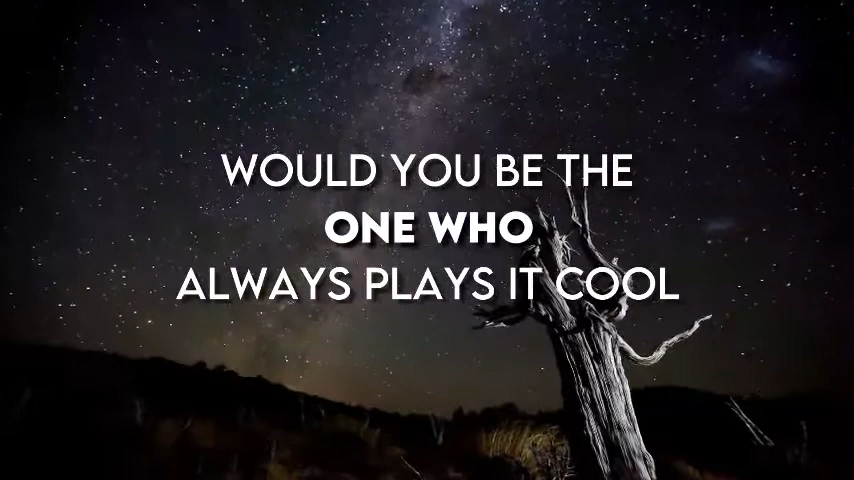 WOULD YOU BE THE
ONE WHO
ALWAYS PLAYS IT COOL